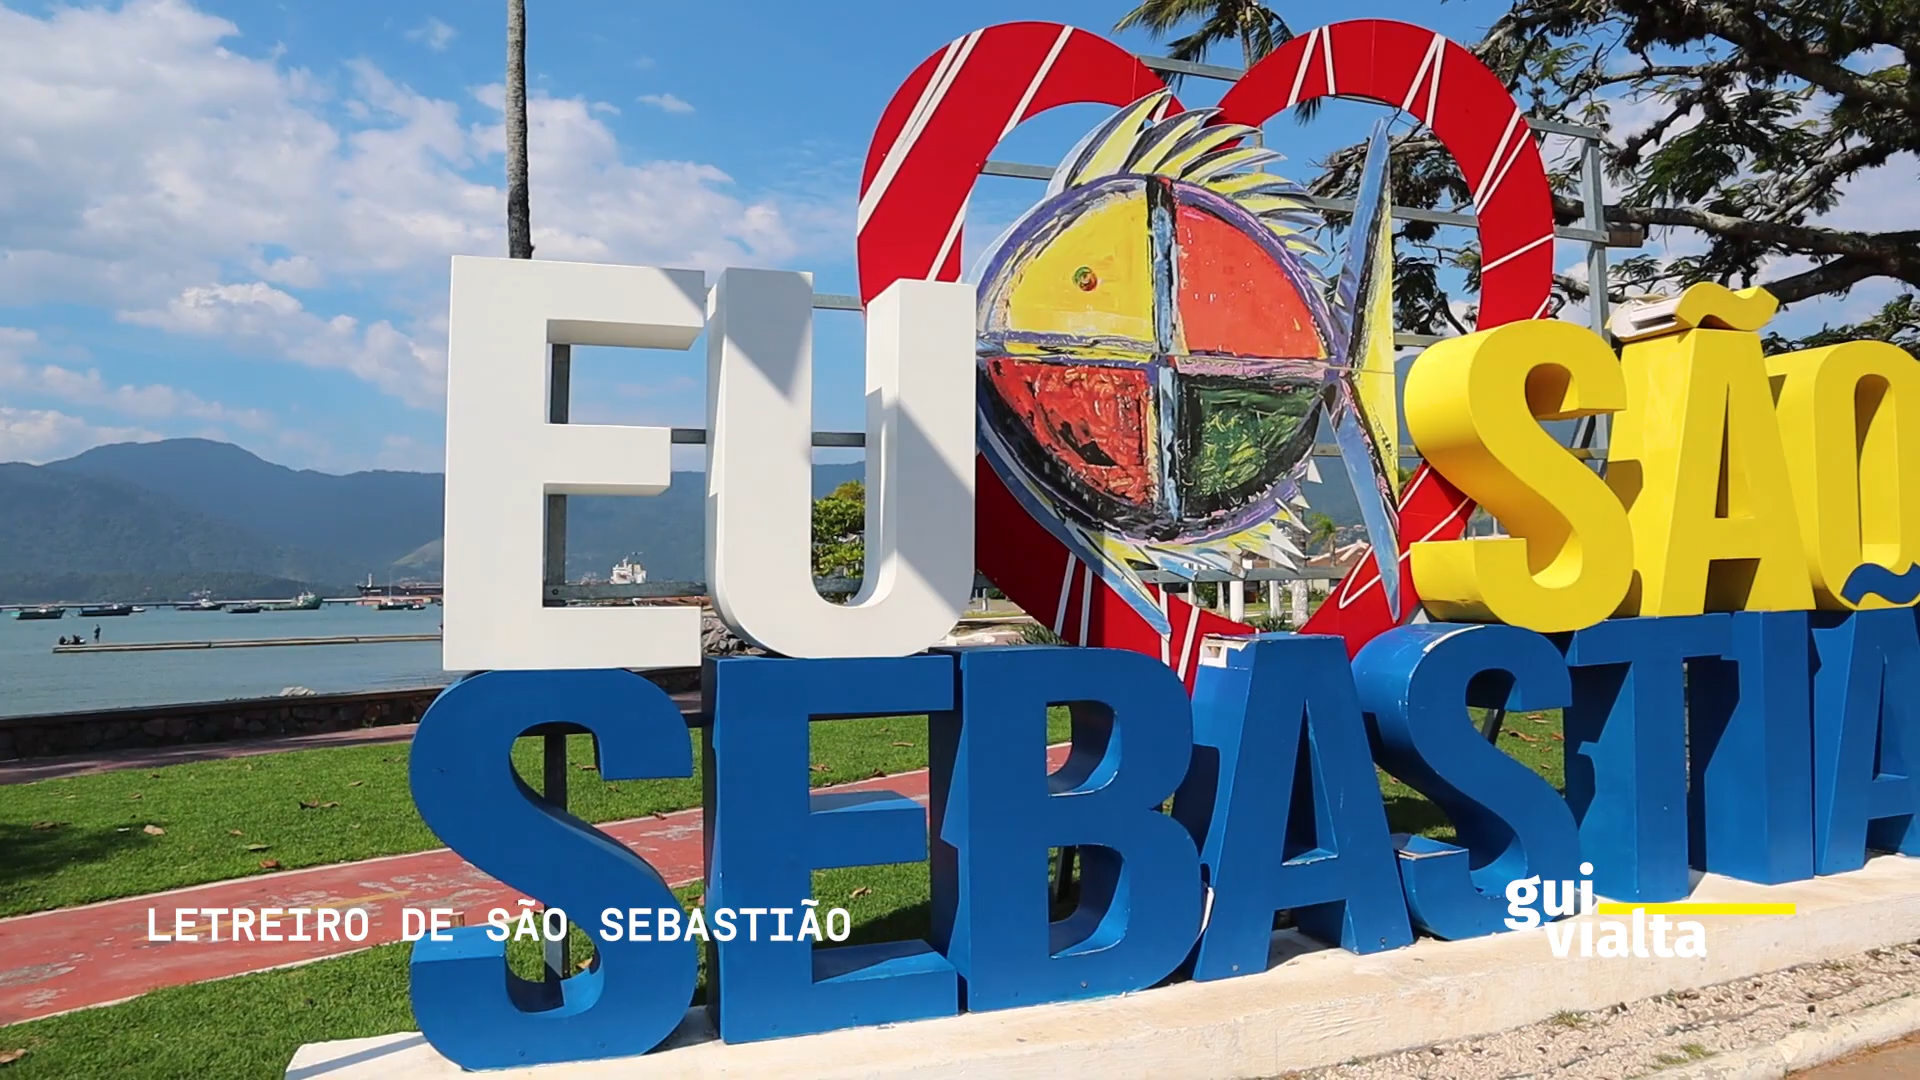 EU SÃO
SEBASTIÃ
LETREIRO DE SÃO SEBASTIÃO
gui
vialta